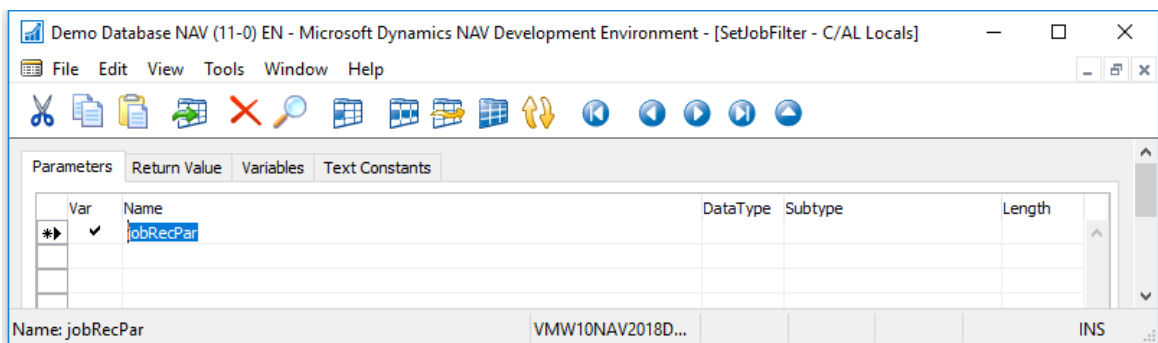 Demo Database NAV (11-0) EN - Microsoft Dynamics NAV Development Environment - [SetJobFilter - C/AL Locals]
File Edit View Tools Window Help
Parameters Return Value Variables Text Constants
Var Name DataType Subtype Length
jobRecPar
Name: jobRecPar VMW10NAV2018D... INS